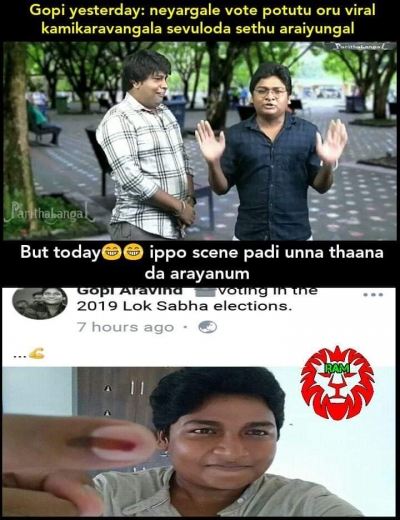 Gopi yesterday: neyargale vote potutu oru viral
kamikaravangala sevuloda sethu araiyungal
ParithabangaL
ParithabangaL
But today😂😂 ippo scene padi unna thaana
da arayanum
Gopi Aravind voting in the
2019 Lok Sabha elections.
7 hours ago ·
...💪
RAM